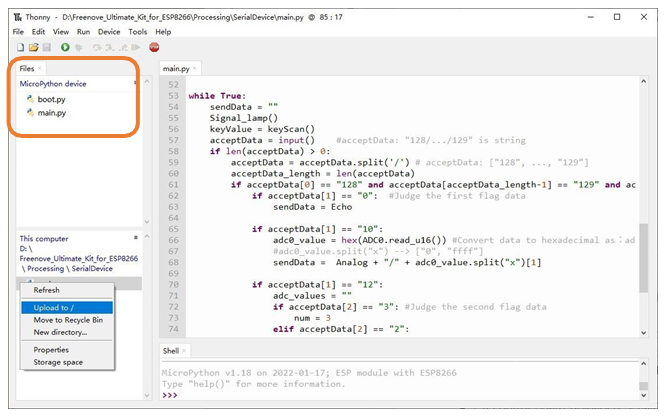 Thonny - D:\Freenove_Ultimate_Kit_for_ESP8266\Processing\SerialDevice\main.py @ 85 : 17
File Edit View Run Device Tools Help
Files
MicroPython device
boot.py
main.py
This computer
D: \
Freenove_Ultimate_Kit_for_ESP8266
\ Processing \ SerialDevice
Refresh
Upload to /
Move to Recycle Bin
New directory...
Properties
Storage space
main.py
52
53 while True:
54 sendData = ""
55 Signal_lamp()
56 keyValue = keyScan()
57 acceptData = input() #acceptData: "128/.../129" is string
58 if len(acceptData) > 0:
59 acceptData = acceptData.split('/') # acceptData: ["128", ..., "129"]
60 acceptData_length = len(acceptData)
61 if acceptData[0] == "128" and acceptData[acceptData_length-1] == "129" and ac
62 if acceptData[1] == "0": #Judge the first flag data
63 sendData = Echo
64
65 if acceptData[1] == "10":
66 adc0_value = hex(ADC0.read_u16()) #Convert data to hexadecimal as：ad
67 #adc0_value.split("x") --> ["0", "ffff"]
68 sendData = Analog + "/" + adc0_value.split("x")[1]
69
70 if acceptData[1] == "12":
71 adc_values = ""
72 if acceptData[2] == "3": #Judge the second flag data
73 num = 3
74 elif acceptData[2] == "2":
Shell
MicroPython v1.18 on 2022-01-17; ESP module with ESP8266
Type "help()" for more information.
>>>